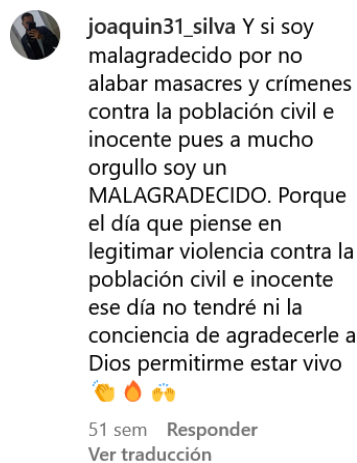 joaquin31_silva Y si soy
malagradecido por no
alabar masacres y crímenes
contra la población civil e
inocente pues a mucho
orgullo soy un
MALAGRADECIDO. Porque
el día que piense en
legitimar violencia contra la
población civil e inocente
ese día no tendré ni la
conciencia de agradecerle a
Dios permitirme estar vivo
👏🔥🙌
51 sem Responder
Ver traducción